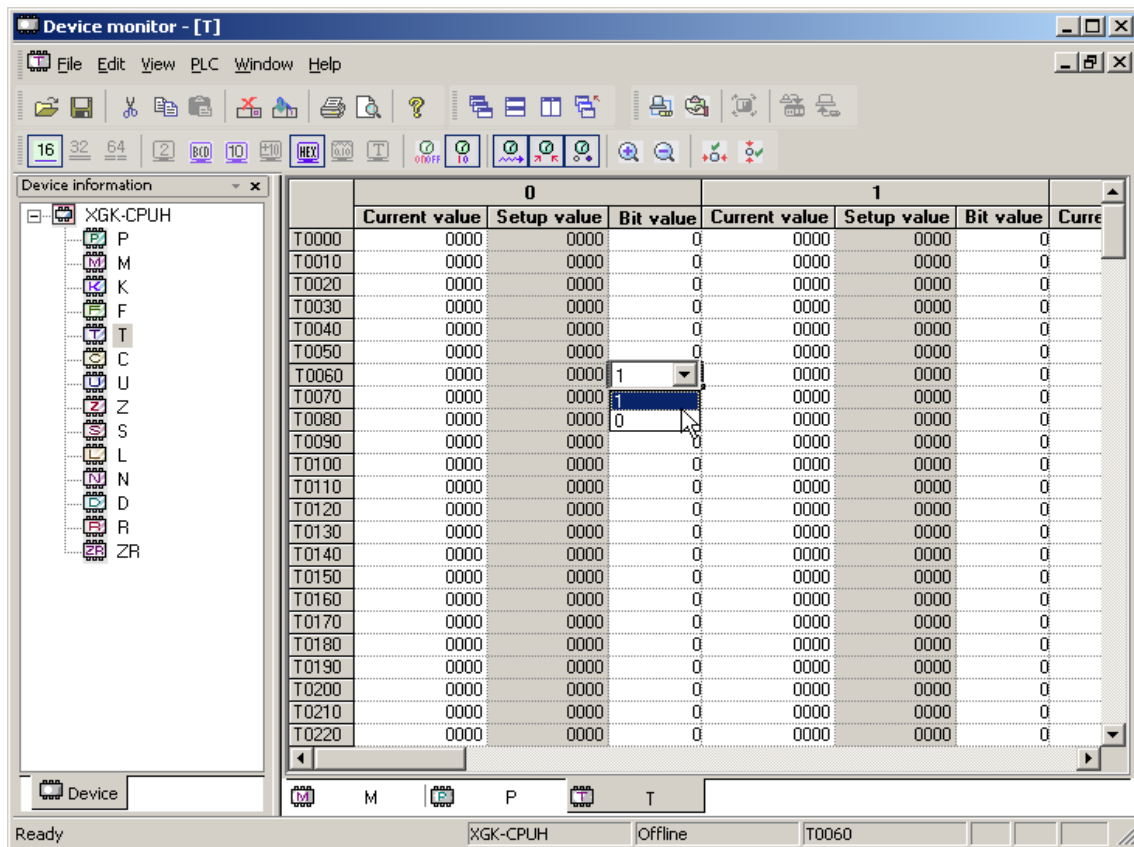 Device monitor - [T]
File Edit View PLC Window Help
16 32 64 2 BCD 10 ±10 HEX 0.10 T ON/OFF 10
Device information
XGK-CPUH
P
M
K
F
T
C
U
Z
S
L
N
D
R
ZR
Device
0 1
Current value Setup value Bit value Current value Setup value Bit value Curre
T0000 0000 0000 0 0000 0000 0
T0010 0000 0000 0 0000 0000 0
T0020 0000 0000 0 0000 0000 0
T0030 0000 0000 0 0000 0000 0
T0040 0000 0000 0 0000 0000 0
T0050 0000 0000 0 0000 0000 0
T0060 0000 0000 1 0000 0000 0
T0070 0000 0000 1 0000 0000 0
T0080 0000 0000 0 0000 0000 0
T0090 0000 0000 0 0000 0000 0
T0100 0000 0000 0 0000 0000 0
T0110 0000 0000 0 0000 0000 0
T0120 0000 0000 0 0000 0000 0
T0130 0000 0000 0 0000 0000 0
T0140 0000 0000 0 0000 0000 0
T0150 0000 0000 0 0000 0000 0
T0160 0000 0000 0 0000 0000 0
T0170 0000 0000 0 0000 0000 0
T0180 0000 0000 0 0000 0000 0
T0190 0000 0000 0 0000 0000 0
T0200 0000 0000 0 0000 0000 0
T0210 0000 0000 0 0000 0000 0
T0220 0000 0000 0 0000 0000 0
M M P P T T
Ready XGK-CPUH Offline T0060